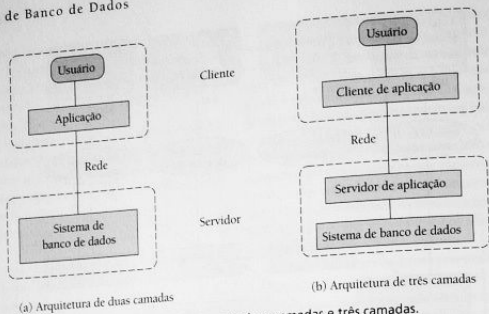 de Banco de Dados
Usuário
Aplicação
Rede
Sistema de
banco de dados
(a) Arquitetura de duas camadas
Cliente
Servidor
Usuário
Cliente de aplicação
Rede
Servidor de aplicação
Sistema de banco de dados
(b) Arquitetura de três camadas
camadas e três camadas.